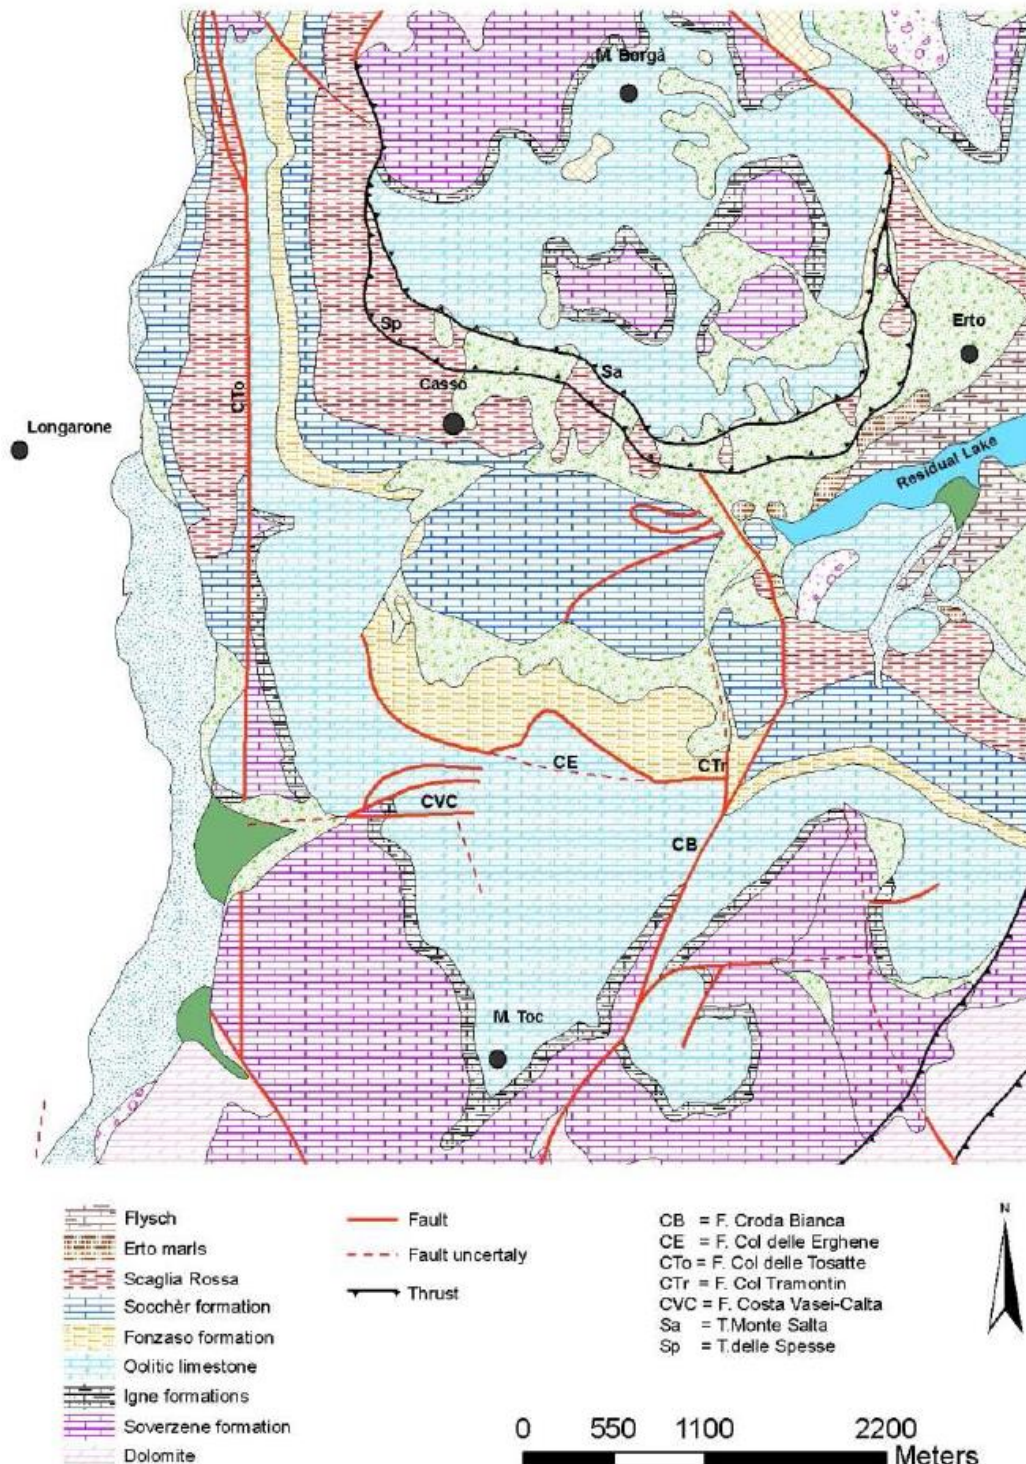 M. Borgà
Erto
Sp
Sa
Casso
CTo
Longarone
Residual Lake
CE
CTr
CVC
CB
M. Toc
Flysch
Erto marls
Scaglia Rossa
Socchèr formation
Fonzaso formation
Oolitic limestone
Igne formations
Soverzene formation
Dolomite
Fault
Fault uncertaly
Thrust
CB = F. Croda Bianca
CE = F. Col delle Erghene
CTo = F. Col delle Tosatte
CTr = F. Col Tramontin
CVC = F. Costa Vasei-Calta
Sa = T.Monte Salta
Sp = T.delle Spesse
N
0 550 1100 2200
Meters